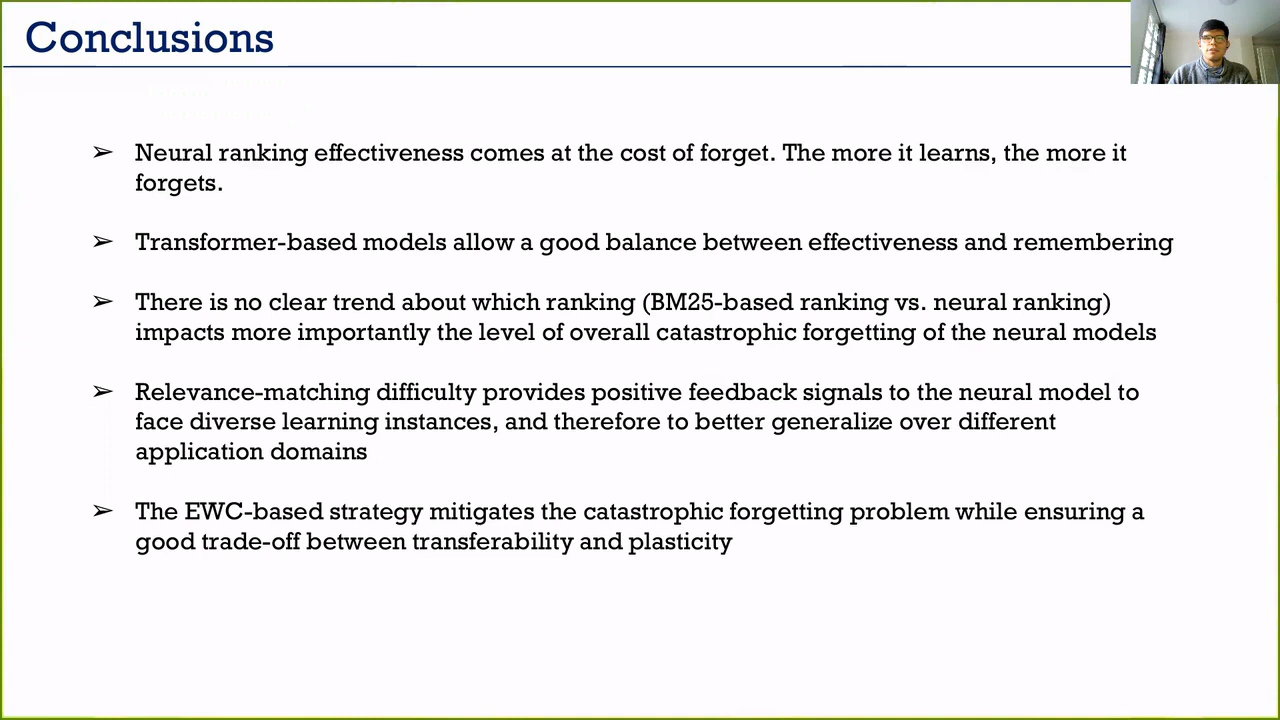 Conclusions
➢ Neural ranking effectiveness comes at the cost of forget. The more it learns, the more it
forgets.
➢ Transformer-based models allow a good balance between effectiveness and remembering
➢ There is no clear trend about which ranking (BM25-based ranking vs. neural ranking)
impacts more importantly the level of overall catastrophic forgetting of the neural models
➢ Relevance-matching difficulty provides positive feedback signals to the neural model to
face diverse learning instances, and therefore to better generalize over different
application domains
➢ The EWC-based strategy mitigates the catastrophic forgetting problem while ensuring a
good trade-off between transferability and plasticity